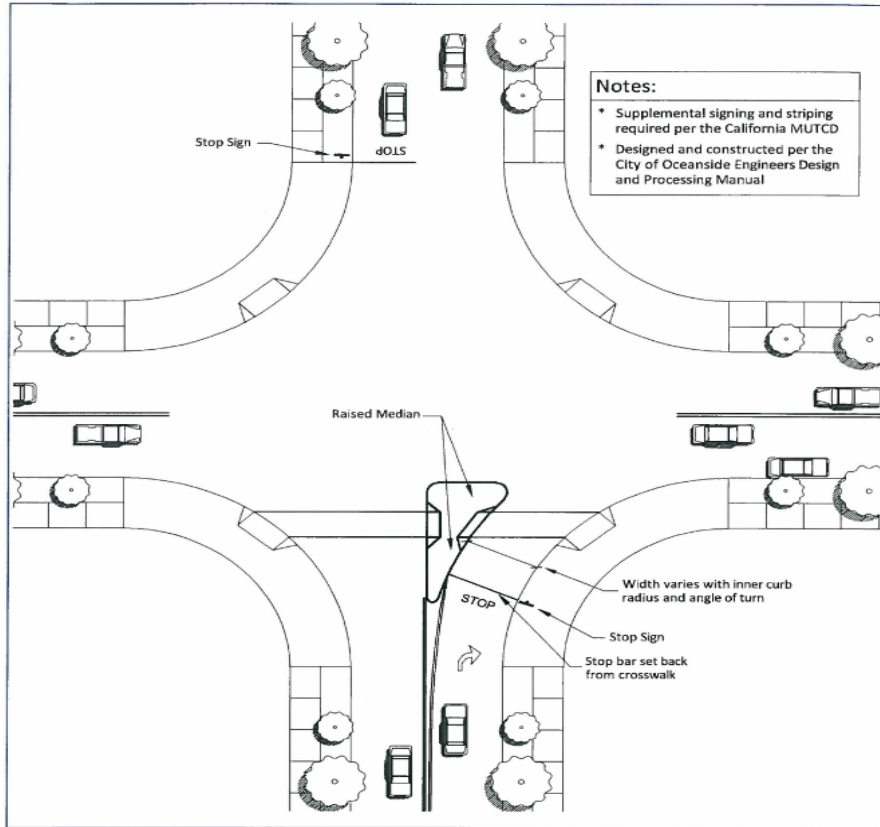 Notes:
* Supplemental signing and striping
required per the California MUTCD
* Designed and constructed per the
City of Oceanside Engineers Design
and Processing Manual
Stop Sign
STOP
Raised Median
Width varies with inner curb
radius and angle of turn
STOP
Stop Sign
Stop bar set back
from crosswalk